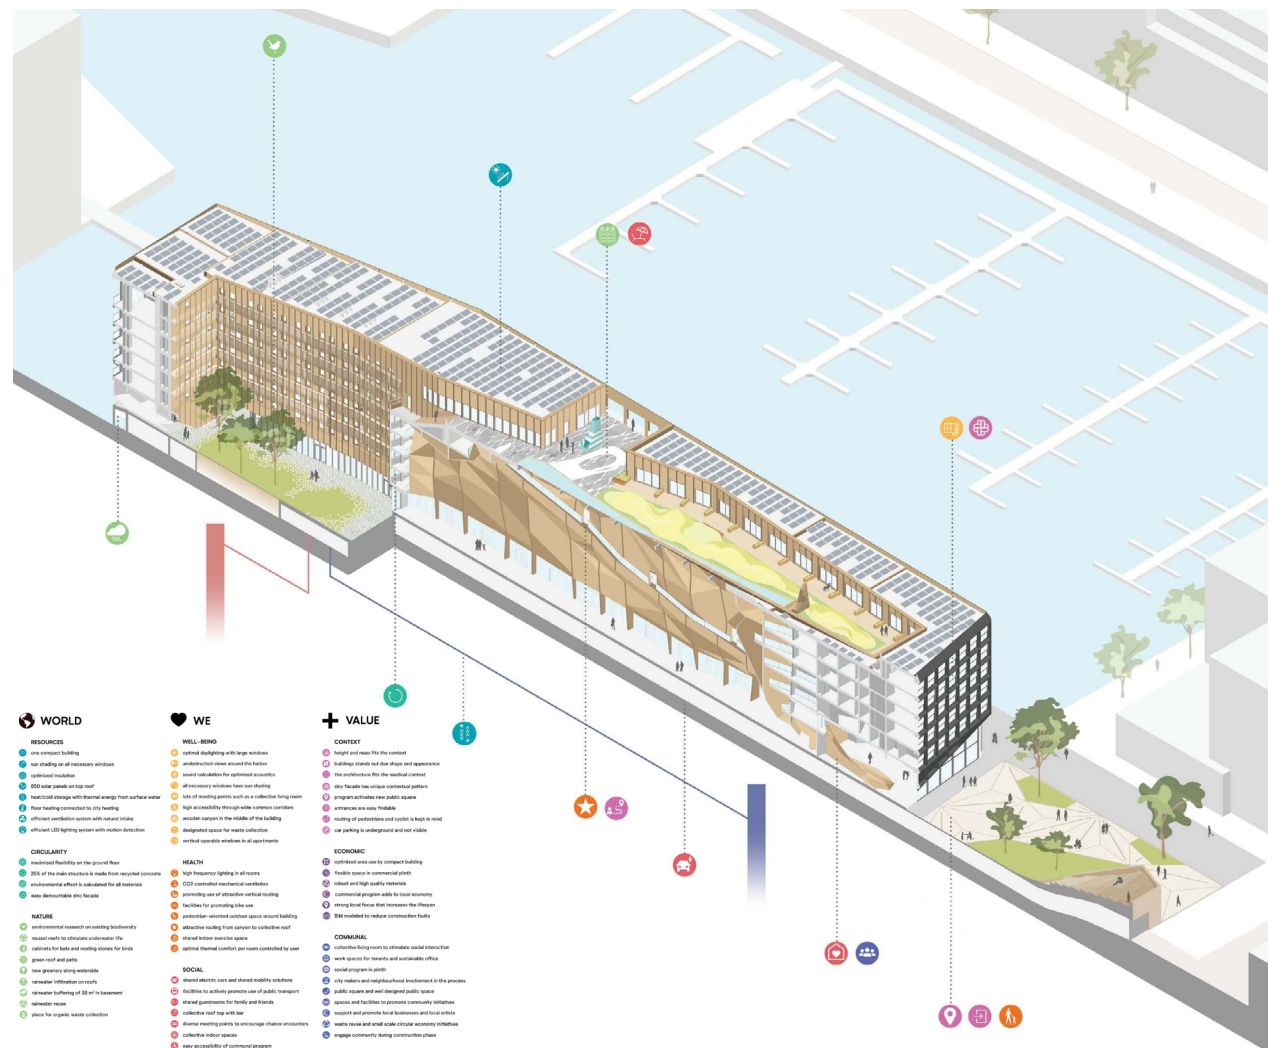 WORLD
RESOURCES
one compact building
sun shading on all necessary windows
optimized insulation
850 solar panels on top roof
heat/cold storage with thermal energy from surface water
floor heating connected to city heating
efficient ventilation system with natural intake
efficient LED lighting system with motion detection
CIRCULARITY
maximized flexibility on the ground floor
25% of the main structure is made from recycled concrete
environmental effect is calculated for all materials
easy demountable zinc facade
NATURE
environmental research on existing biodiversity
mussel reefs to stimulate underwater life
cabinets for bats and nesting stones for birds
green roof and patio
new greenery along waterside
rainwater infiltration on roofs
rainwater buffering of 38 m² in basement
rainwater reuse
place for organic waste collection
WE
WELL-BEING
optimal daylighting with large windows
unobstructed views around the harbor
sound calculation for optimized acoustics
all necessary windows have sun shading
lots of meeting points such as a collective living room
high accessibility through wide common corridors
wooden canyon in the middle of the building
designated space for waste collection
vertical operable windows in all apartments
HEALTH
high frequency lighting in all rooms
CO2 controlled mechanical ventilation
promoting use of attractive vertical routing
facilities for promoting bike use
pedestrian-oriented outdoor space around building
attractive routing from canyon to collective roof
shared indoor exercise space
optimal thermal comfort per room controlled by user
SOCIAL
shared electric cars and shared mobility solutions
facilities to actively promote use of public transport
shared guestrooms for family and friends
collective roof top with bar
diverse meeting points to encourage chance encounters
collective indoor spaces
easy accessibility of communal program
VALUE
CONTEXT
height and mass fits the context
buildings stands out due shape and appearance
the architecture fits the nautical context
zinc facade has unique contextual pattern
program activates new public square
entrances are easy findable
routing of pedestrians and cyclist is kept in mind
car parking is underground and not visible
ECONOMIC
optimized area use by compact building
flexible space in commercial plinth
robust and high quality materials
commercial program adds to local economy
strong local focus that increases the lifespan
BIM modeled to reduce construction faults
COMMUNAL
collective living room to stimulate social interaction
work spaces for tenants and sustainable office
social program in plinth
city makers and neighbourhood involvement in the process
public square and well designed public space
spaces and facilities to promote community initiatives
support and promote local businesses and local artists
waste reuse and small scale circular economy initiatives
engage community during construction phase